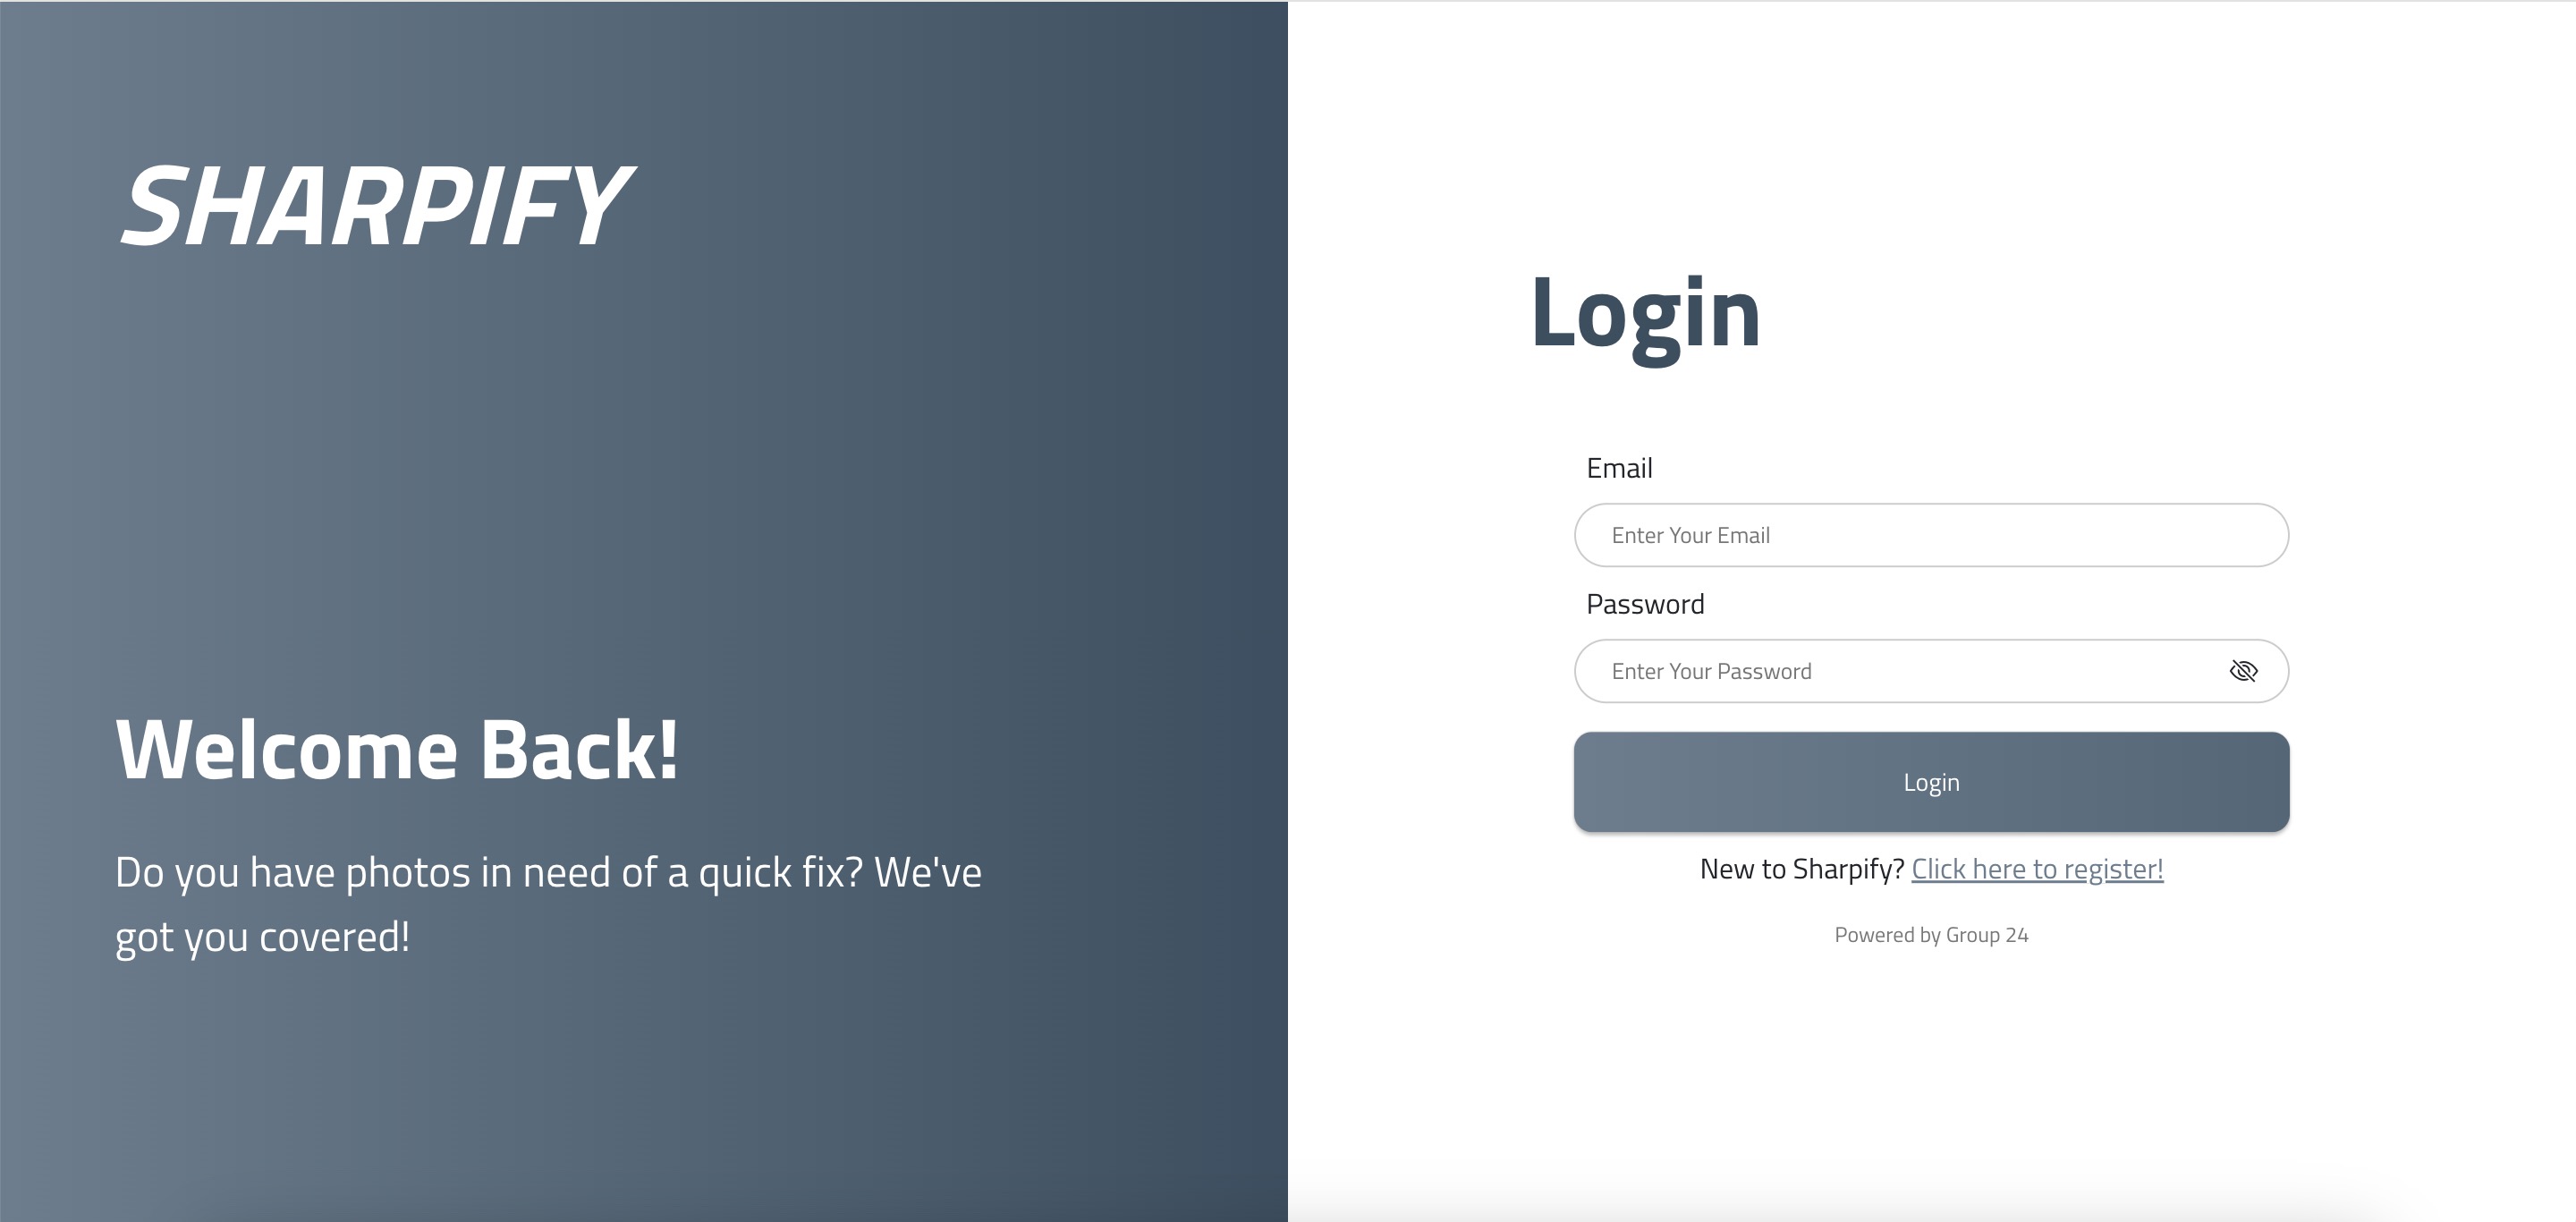 SHARPIFY
Welcome Back!
Do you have photos in need of a quick fix? We've
got you covered!
Login
Email
Enter Your Email
Password
Enter Your Password
Login
New to Sharpify? Click here to register!
Powered by Group 24